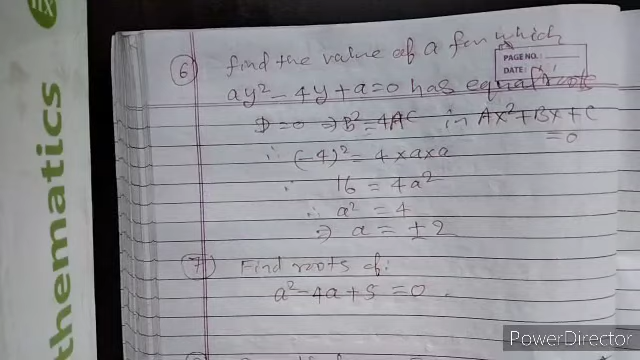 thematics
PAGE NO.
DATE:
⑥ find the value of a for which
ay² - 4y + a = 0 has equal roots
D = 0 ⇒ B² = 4AC in Ax² + Bx + C
= 0
∴ (-4)² = 4×a×a
∴ 16 = 4a²
∴ a² = 4
⇒ a = ± 2
⑦ Find roots of:
a² - 4a + 5 = 0
PowerDirector